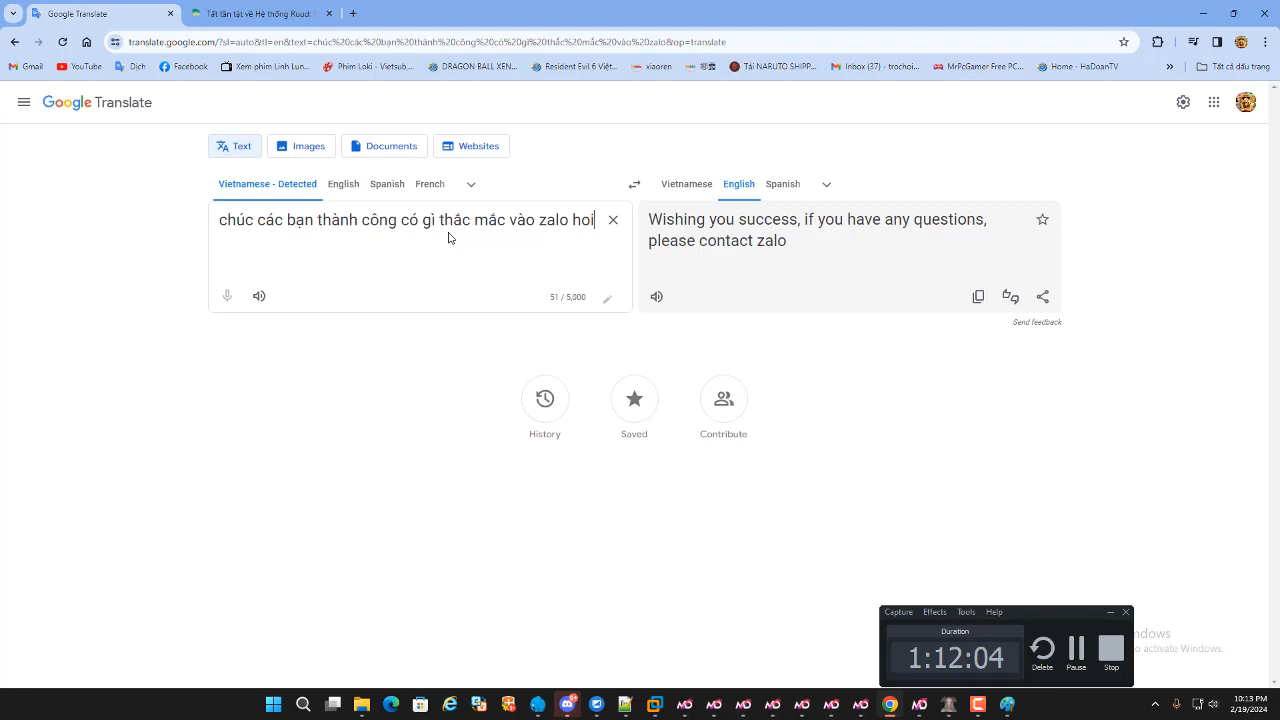 Google Translate
Tất tần tật về Hệ thống Ruud: T
translate.google.com/?sl=auto&tl=en&text=chúc%20các%20bạn%20thành%20công%20có%20gì%20thắc%20mắc%20vào%20zalo&op=translate
Gmail
YouTube
Dịch
Facebook
Xem phim Linh Lun...
Phim Loki - Vietsub,...
DRAGON BALL XEN...
Resident Evil 6 Việt...
xiaoren
Tải NARUTO SHIPP...
Inbox (37) - trochoi...
MrPcGamer Free PC...
Home - HaDoanTV
»
Tất cả dấu trang
Google Translate
Text
Images
Documents
Websites
Vietnamese - Detected
English
Spanish
French
Vietnamese
English
Spanish
chúc các bạn thành công có gì thắc mắc vào zalo hoi
51 / 5,000
Wishing you success, if you have any questions,
please contact zalo
Send feedback
History
Saved
Contribute
Capture
Effects
Tools
Help
Duration
1:12:04
Delete
Pause
Stop
ndows
o activate Windows.
10:13 PM
2/19/2024